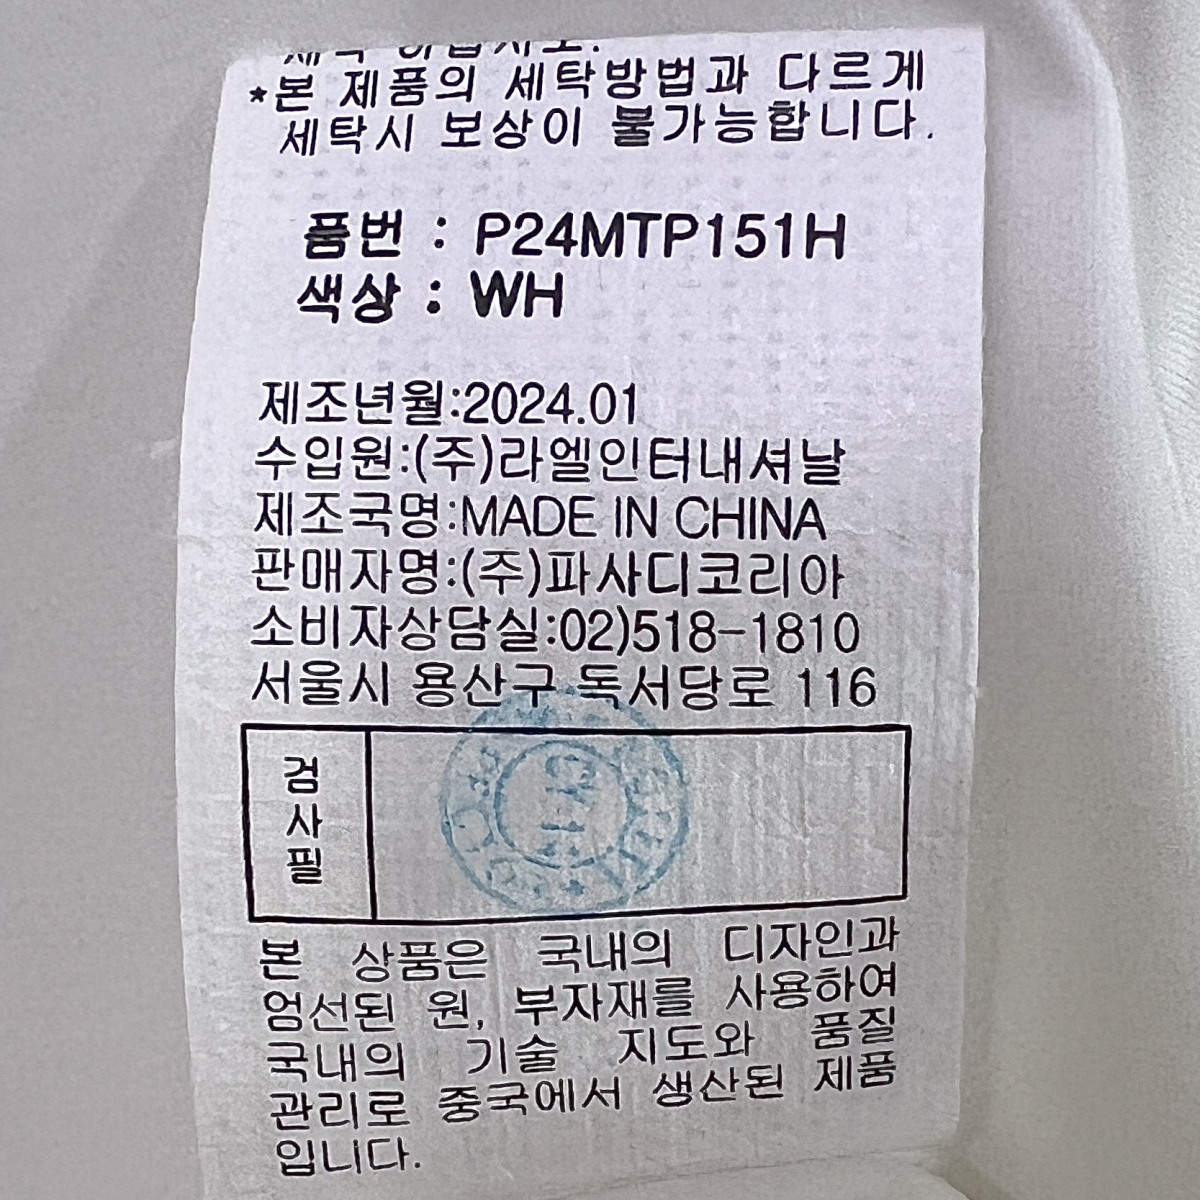 *본 제품의 세탁방법과 다르게
세탁시 보상이 불가능합니다.
품번 : P24MTP151H
색상 : WH
제조년월:2024.01
수입원:(주)라엘인터내셔날
제조국명:MADE IN CHINA
판매자명:(주)파사디코리아
소비자상담실:02)518-1810
서울시 용산구 독서당로 116
검
사
필
본 상품은 국내의 디자인과
엄선된 원, 부자재를 사용하여
국내의 기술 지도와 품질
관리로 중국에서 생산된 제품
입니다.